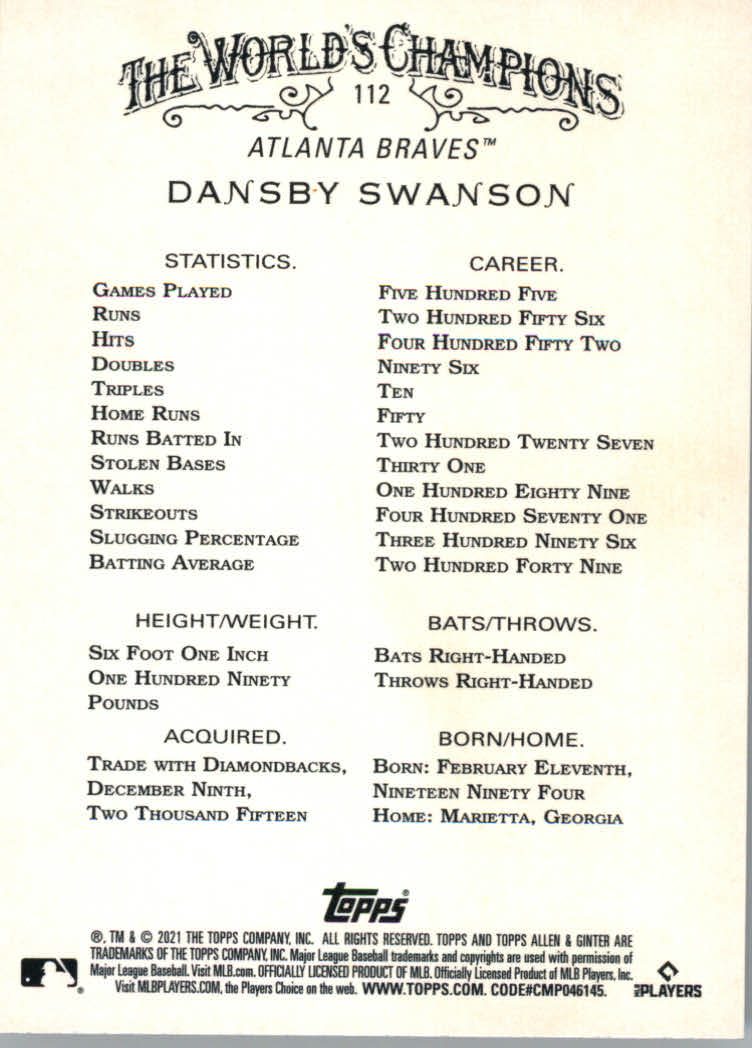 THE WORLD'S CHAMPIONS
112
ATLANTA BRAVES™
DANSBY SWANSON
STATISTICS.
GAMES PLAYED
RUNS
HITS
DOUBLES
TRIPLES
HOME RUNS
RUNS BATTED IN
STOLEN BASES
WALKS
STRIKEOUTS
SLUGGING PERCENTAGE
BATTING AVERAGE
CAREER.
FIVE HUNDRED FIVE
TWO HUNDRED FIFTY SIX
FOUR HUNDRED FIFTY TWO
NINETY SIX
TEN
FIFTY
TWO HUNDRED TWENTY SEVEN
THIRTY ONE
ONE HUNDRED EIGHTY NINE
FOUR HUNDRED SEVENTY ONE
THREE HUNDRED NINETY SIX
TWO HUNDRED FORTY NINE
HEIGHT/WEIGHT.
SIX FOOT ONE INCH
ONE HUNDRED NINETY
POUNDS
BATS/THROWS.
BATS RIGHT-HANDED
THROWS RIGHT-HANDED
ACQUIRED.
TRADE WITH DIAMONDBACKS,
DECEMBER NINTH,
TWO THOUSAND FIFTEEN
BORN/HOME.
BORN: FEBRUARY ELEVENTH,
NINETEEN NINETY FOUR
HOME: MARIETTA, GEORGIA
Topps®
®, TM & © 2021 THE TOPPS COMPANY, INC. ALL RIGHTS RESERVED. TOPPS AND TOPPS ALLEN & GINTER ARE
TRADEMARKS OF THE TOPPS COMPANY, INC. Major League Baseball trademarks and copyrights are used with permission of
Major League Baseball. Visit MLB.com. OFFICIALLY LICENSED PRODUCT OF MLB. Officially Licensed Product of MLB Players, Inc.
Visit MLBPLAYERS.COM, the Players Choice on the web. WWW.TOPPS.COM. CODE#CMP046145.
®
MLB PLAYERS